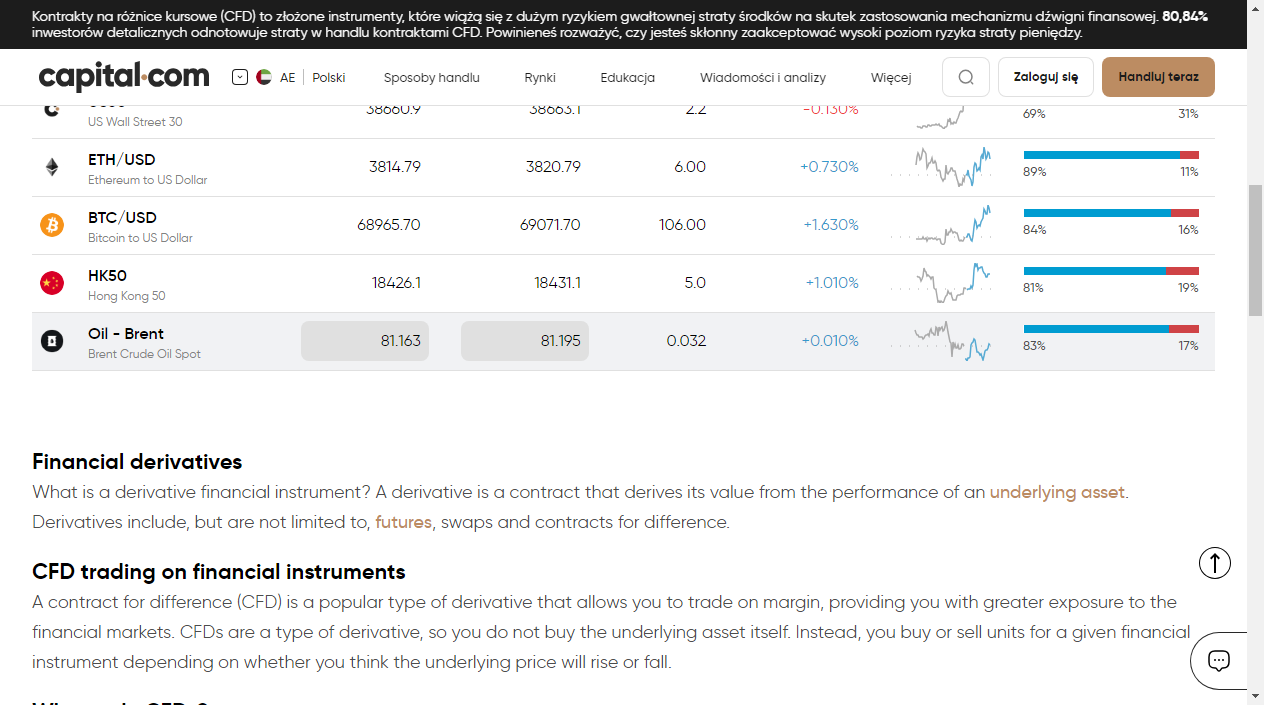 Kontrakty na różnice kursowe (CFD) to złożone instrumenty, które wiążą się z dużym ryzykiem gwałtownej straty środków na skutek zastosowania mechanizmu dźwigni finansowej. 80,84%
inwestorów detalicznych odnotowuje straty w handlu kontraktami CFD. Powinieneś rozważyć, czy jesteś skłonny zaakceptować wysoki poziom ryzyka straty pieniędzy.
capital.com AE Polski Sposoby handlu Rynki Edukacja Wiadomości i analizy Więcej Zaloguj się Handluj teraz
38660.9 38663.1 2.2 -0.130%
US Wall Street 30 69% 31%
ETH/USD 3814.79 3820.79 6.00 +0.730%
Ethereum to US Dollar 89% 11%
BTC/USD 68965.70 69071.70 106.00 +1.630%
Bitcoin to US Dollar 84% 16%
HK50 18426.1 18431.1 5.0 +1.010%
Hong Kong 50 81% 19%
Oil - Brent 81.163 81.195 0.032 +0.010%
Brent Crude Oil Spot 83% 17%
Financial derivatives
What is a derivative financial instrument? A derivative is a contract that derives its value from the performance of an underlying asset.
Derivatives include, but are not limited to, futures, swaps and contracts for difference.
CFD trading on financial instruments
A contract for difference (CFD) is a popular type of derivative that allows you to trade on margin, providing you with greater exposure to the
financial markets. CFDs are a type of derivative, so you do not buy the underlying asset itself. Instead, you buy or sell units for a given financial
instrument depending on whether you think the underlying price will rise or fall.